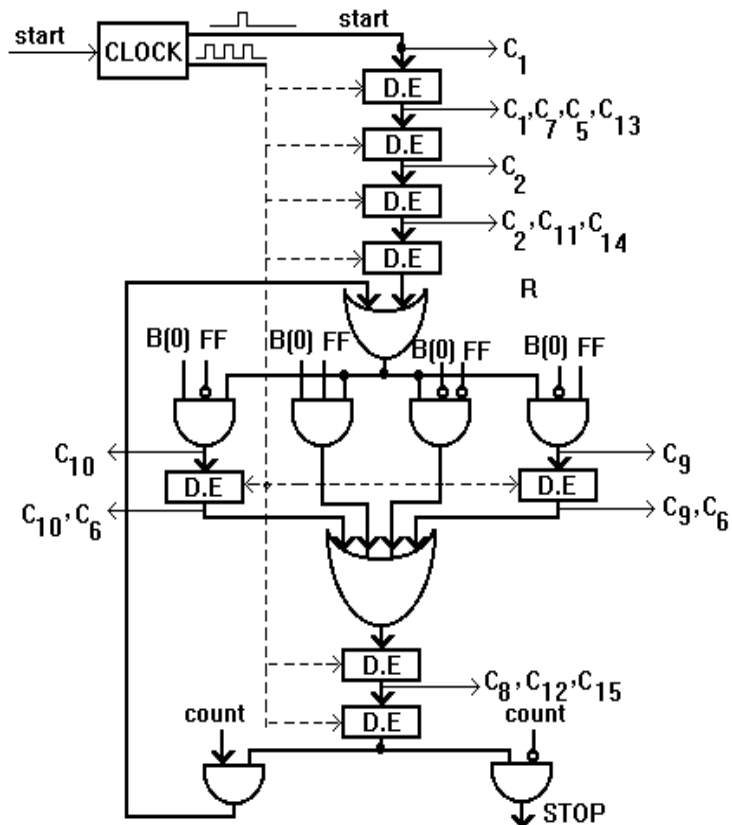 start
start CLOCK
C1
D.E
C1,C7,C5,C13
D.E
C2
D.E
C2,C11,C14
D.E
R
B(0) FF B(0) FF B(0) FF B(0) FF
C10 C9
D.E D.E
C10,C6 C9,C6
D.E
C8,C12,C15
count D.E count
STOP